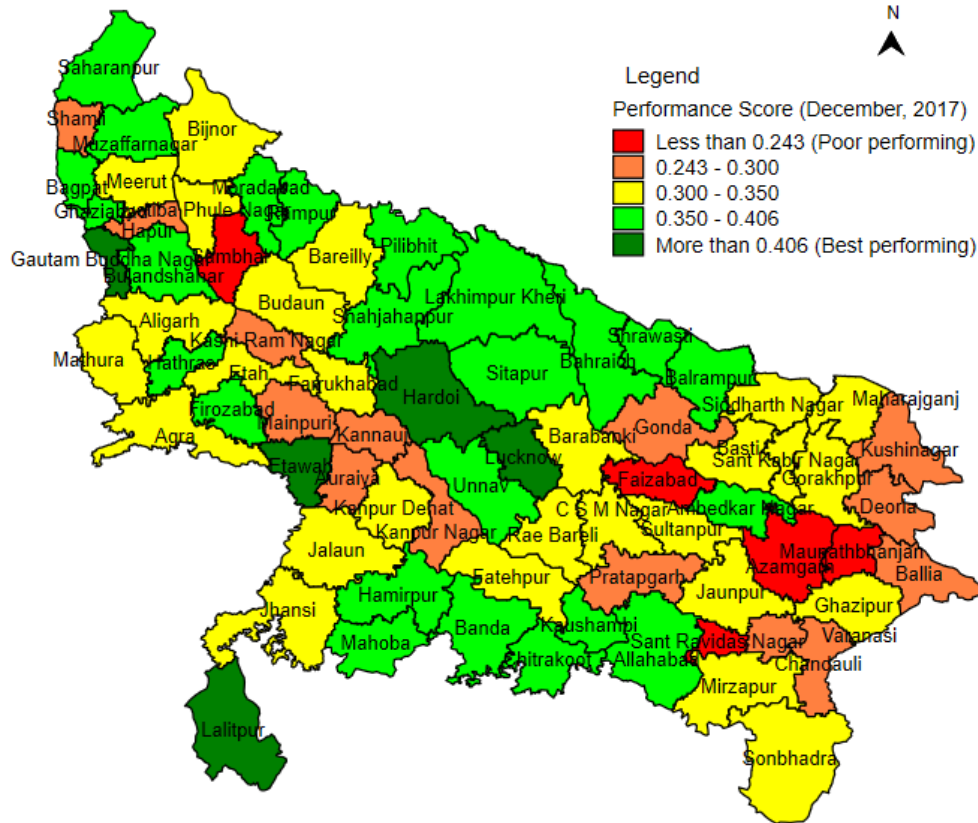 N
Legend
Performance Score (December, 2017)
Less than 0.243 (Poor performing)
0.243 - 0.300
0.300 - 0.350
0.350 - 0.406
More than 0.406 (Best performing)
Saharanpur
Shamli
Muzaffarnagar
Bijnor
Bagpat
Meerut
Moradabad
Rampur
Ghaziabad
Jyotiba Phule Nagar
Hapur
Gautam Buddha Nagar
Sambhal
Bulandshahar
Bareilly
Pilibhit
Lakhimpur Kheri
Budaun
Shahjahanpur
Aligarh
Kashi Ram Nagar
Mathura
Hathras
Etah
Farrukhabad
Sitapur
Bahraich
Shrawasti
Balrampur
Hardoi
Siddharth Nagar
Maharajganj
Firozabad
Mainpuri
Agra
Kannauj
Barabanki
Gonda
Basti
Kushinagar
Etawah
Auraiya
Lucknow
Sant Kabir Nagar
Gorakhpur
Unnav
Faizabad
Kanpur Dehat
C S M Nagar
Ambedkar Nagar
Deoria
Kanpur Nagar
Rae Bareli
Sultanpur
Jalaun
Maunathbhanjan
Azamgarh
Fatehpur
Pratapgarh
Ballia
Jaunpur
Hamirpur
Jhansi
Ghazipur
Mahoba
Banda
Kaushambi
Sant Ravidas Nagar
Varanasi
Chitrakoot
Allahabad
Chandauli
Mirzapur
Lalitpur
Sonbhadra